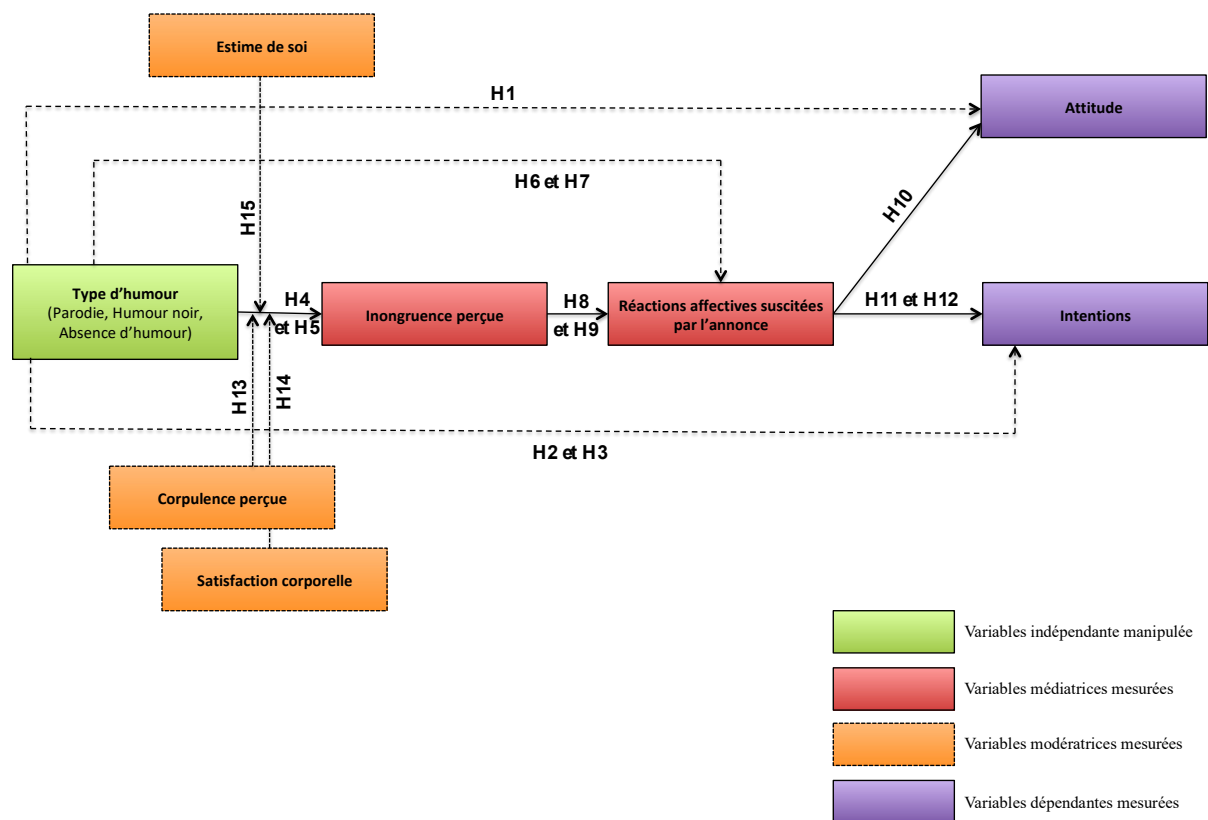 Estime de soi
H1
Attitude
H6 et H7
H10
H15
Type d'humour
(Parodie, Humour noir,
Absence d'humour)
H4
et H5
Inongruence perçue
H8
et H9
Réactions affectives suscitées
par l'annonce
H11 et H12
Intentions
H13
H14
H2 et H3
Corpulence perçue
Satisfaction corporelle
Variables indépendante manipulée
Variables médiatrices mesurées
Variables modératrices mesurées
Variables dépendantes mesurées